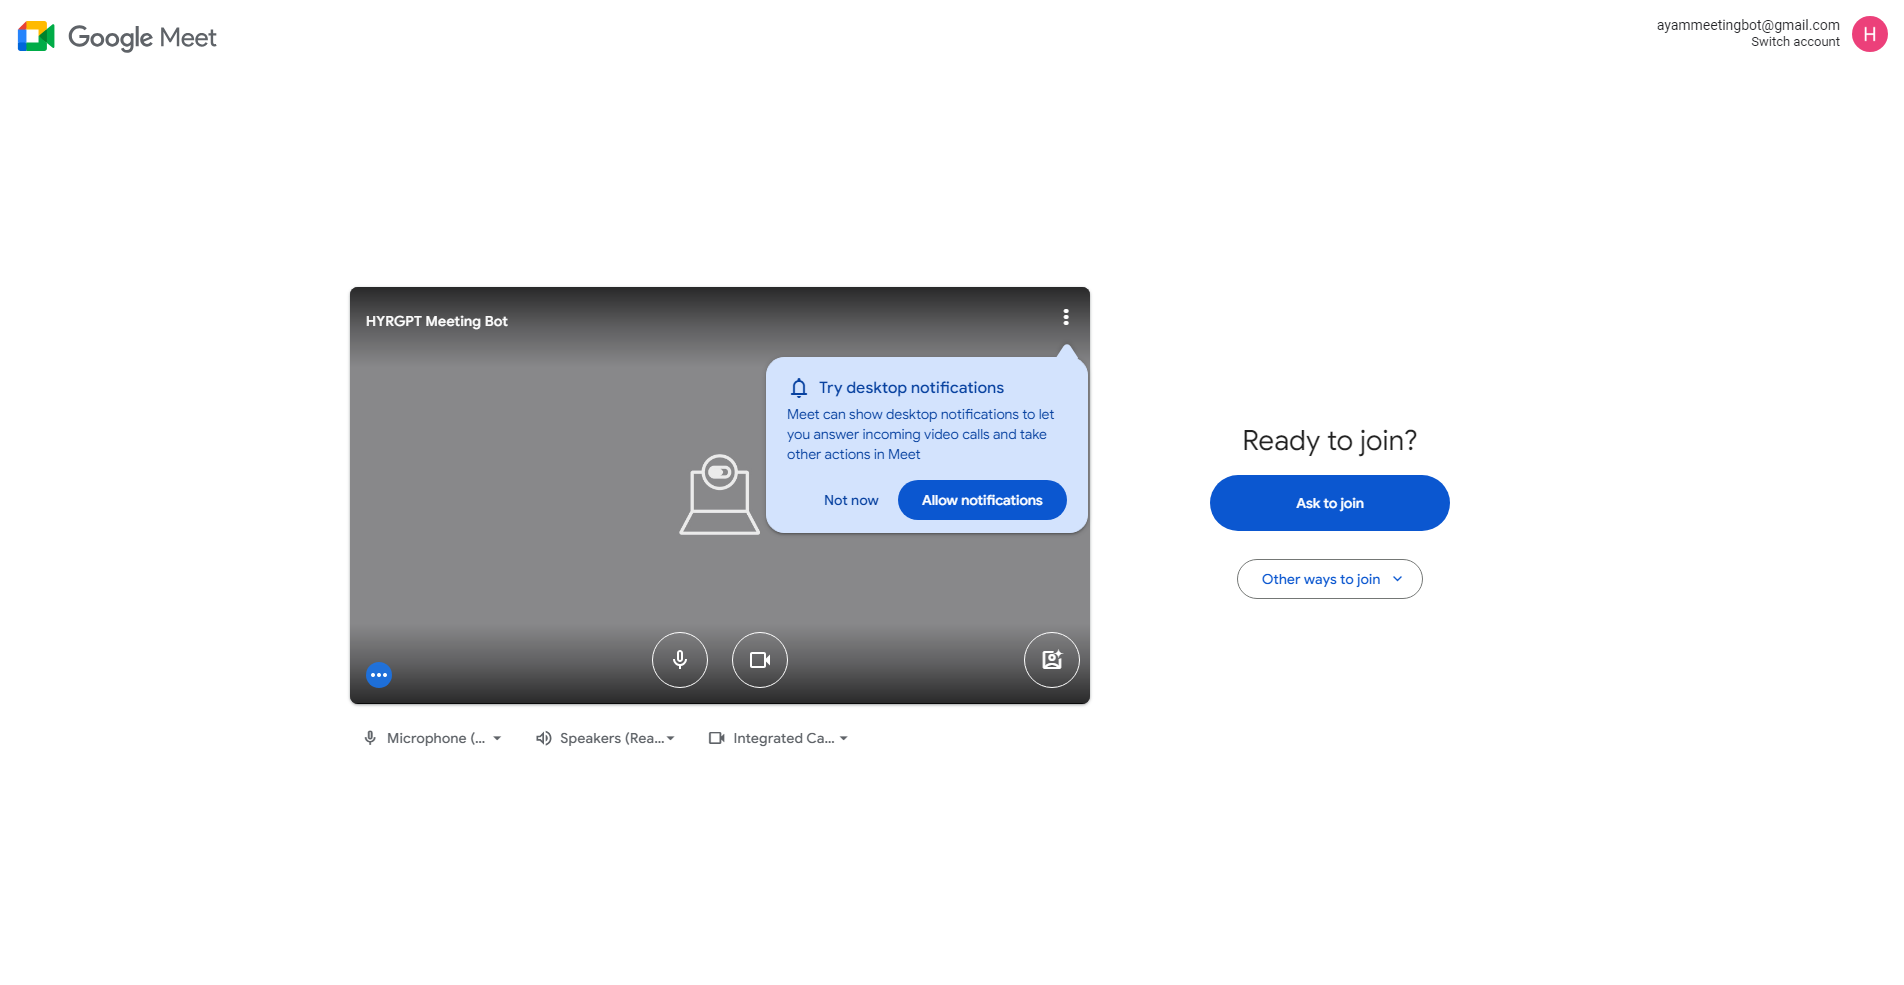 Google Meet
ayammeetingbot@gmail.com
Switch account
H
HYRGPT Meeting Bot
Try desktop notifications
Meet can show desktop notifications to let
you answer incoming video calls and take
other actions in Meet
Not now
Allow notifications
Ready to join?
Ask to join
Other ways to join
Microphone (...
Speakers (Rea...
Integrated Ca...